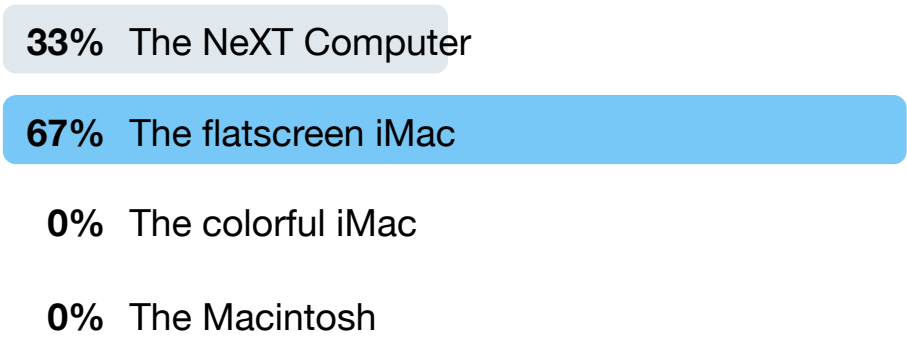 33% The NeXT Computer
67% The flatscreen iMac
0% The colorful iMac
0% The Macintosh